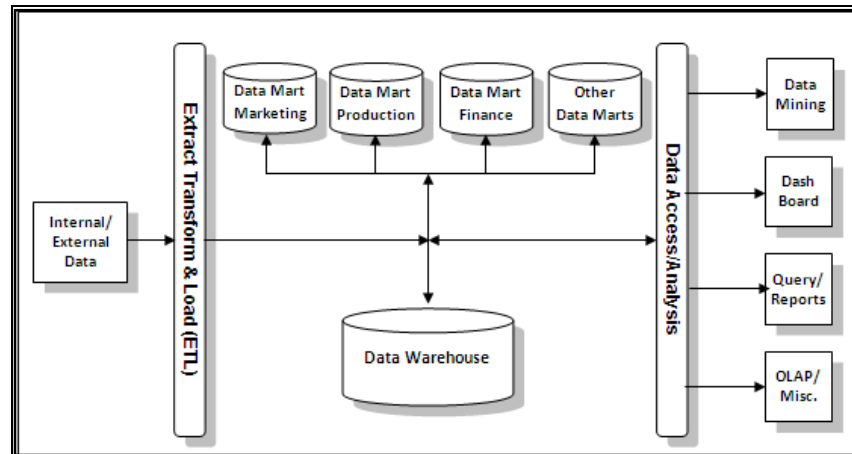 Internal/
External
Data
Extract Transform & Load (ETL)
Data Mart
Marketing
Data Mart
Production
Data Mart
Finance
Other
Data Marts
Data Warehouse
Data Access/Analysis
Data
Mining
Dash
Board
Query/
Reports
OLAP/
Misc.